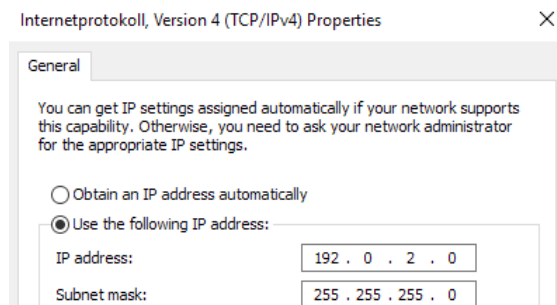 Internetprotokoll, Version 4 (TCP/IPv4) Properties
General
You can get IP settings assigned automatically if your network supports
this capability. Otherwise, you need to ask your network administrator
for the appropriate IP settings.
Obtain an IP address automatically
Use the following IP address:
IP address: 192 . 0 . 2 . 0
Subnet mask: 255 . 255 . 255 . 0